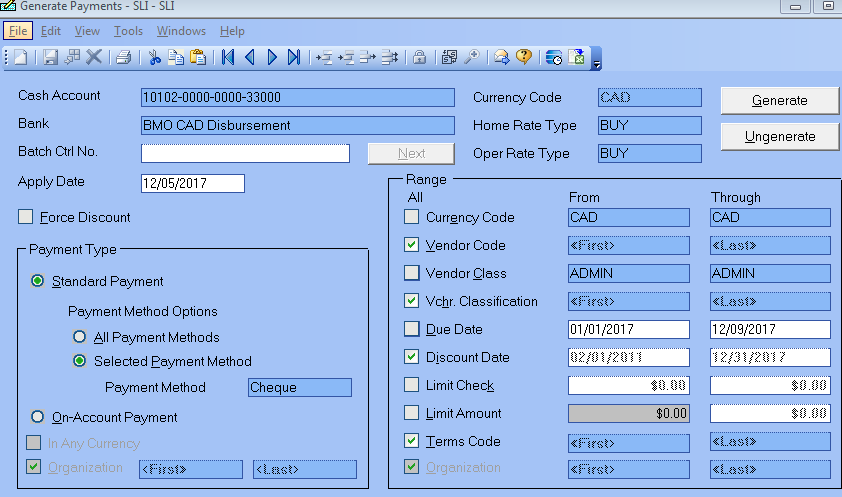 Generate Payments - SLI - SLI
File Edit View Tools Windows Help
Cash Account 10102-0000-0000-33000 Currency Code CAD Generate
Bank BMO CAD Disbursement Home Rate Type BUY Ungenerate
Batch Ctrl No. Next Oper Rate Type BUY
Apply Date 12/05/2017
Force Discount
Payment Type
Standard Payment
Payment Method Options
All Payment Methods
Selected Payment Method
Payment Method Cheque
On-Account Payment
In Any Currency
Organization <First> <Last>
Range
All From Through
Currency Code CAD CAD
Vendor Code <First> <Last>
Vendor Class ADMIN ADMIN
Vchr. Classification <First> <Last>
Due Date 01/01/2017 12/09/2017
Discount Date 02/01/2011 12/31/2017
Limit Check $0.00 $0.00
Limit Amount $0.00 $0.00
Terms Code <First> <Last>
Organization <First> <Last>